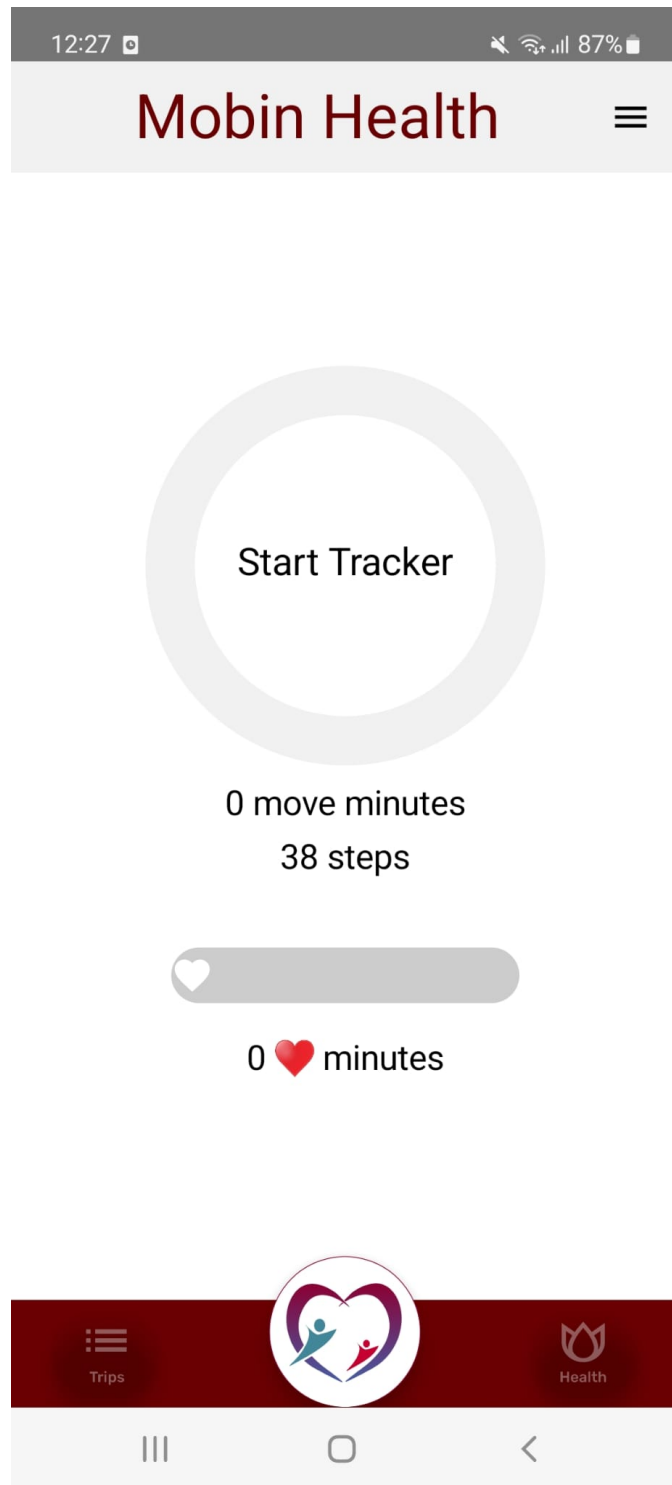 12:27
87%
Mobin Health
Start Tracker
0 move minutes
38 steps
0 ❤️ minutes
Trips
Health